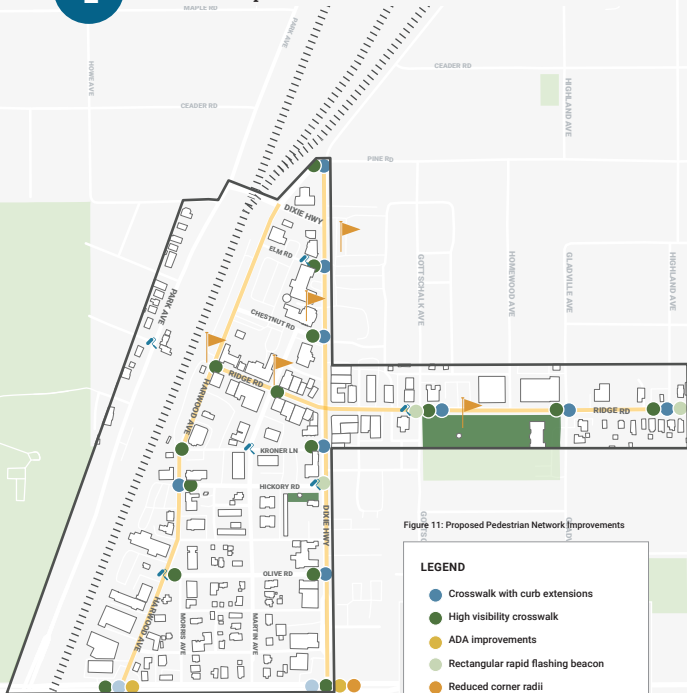 MAPLE RD
PARK AVE
HOWE AVE
CEADER RD
HIGHLAND AVE
CEADER RD
PINE RD
DIXIE HWY
ELM RD
GOTTSCHALK AVE
HOMEWOOD AVE
GLADVILLE AVE
HIGHLAND AVE
PARK AVE
CHESTNUT RD
RIDGE RD
HARWOOD AVE
RIDGE RD
KRONER LN
HICKORY RD
DIXIE HWY
Figure 11: Proposed Pedestrian Network Improvements
OLIVE RD
HARWOOD AVE
MORRIS AVE
MARTIN AVE
LEGEND
Crosswalk with curb extensions
High visibility crosswalk
ADA improvements
Rectangular rapid flashing beacon
Reduced corner radii